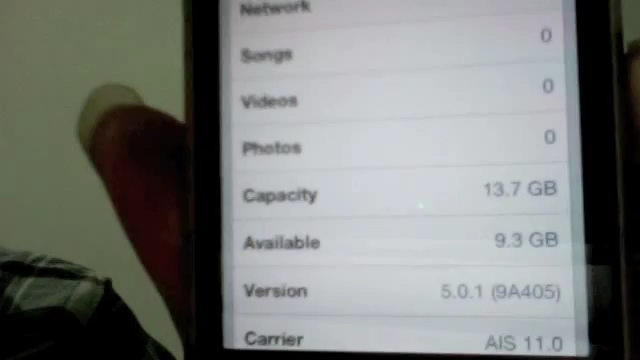 Network
Songs 0
Videos 0
Photos 0
Capacity 13.7 GB
Available 9.3 GB
Version 5.0.1 (9A405)
Carrier AIS 11.0